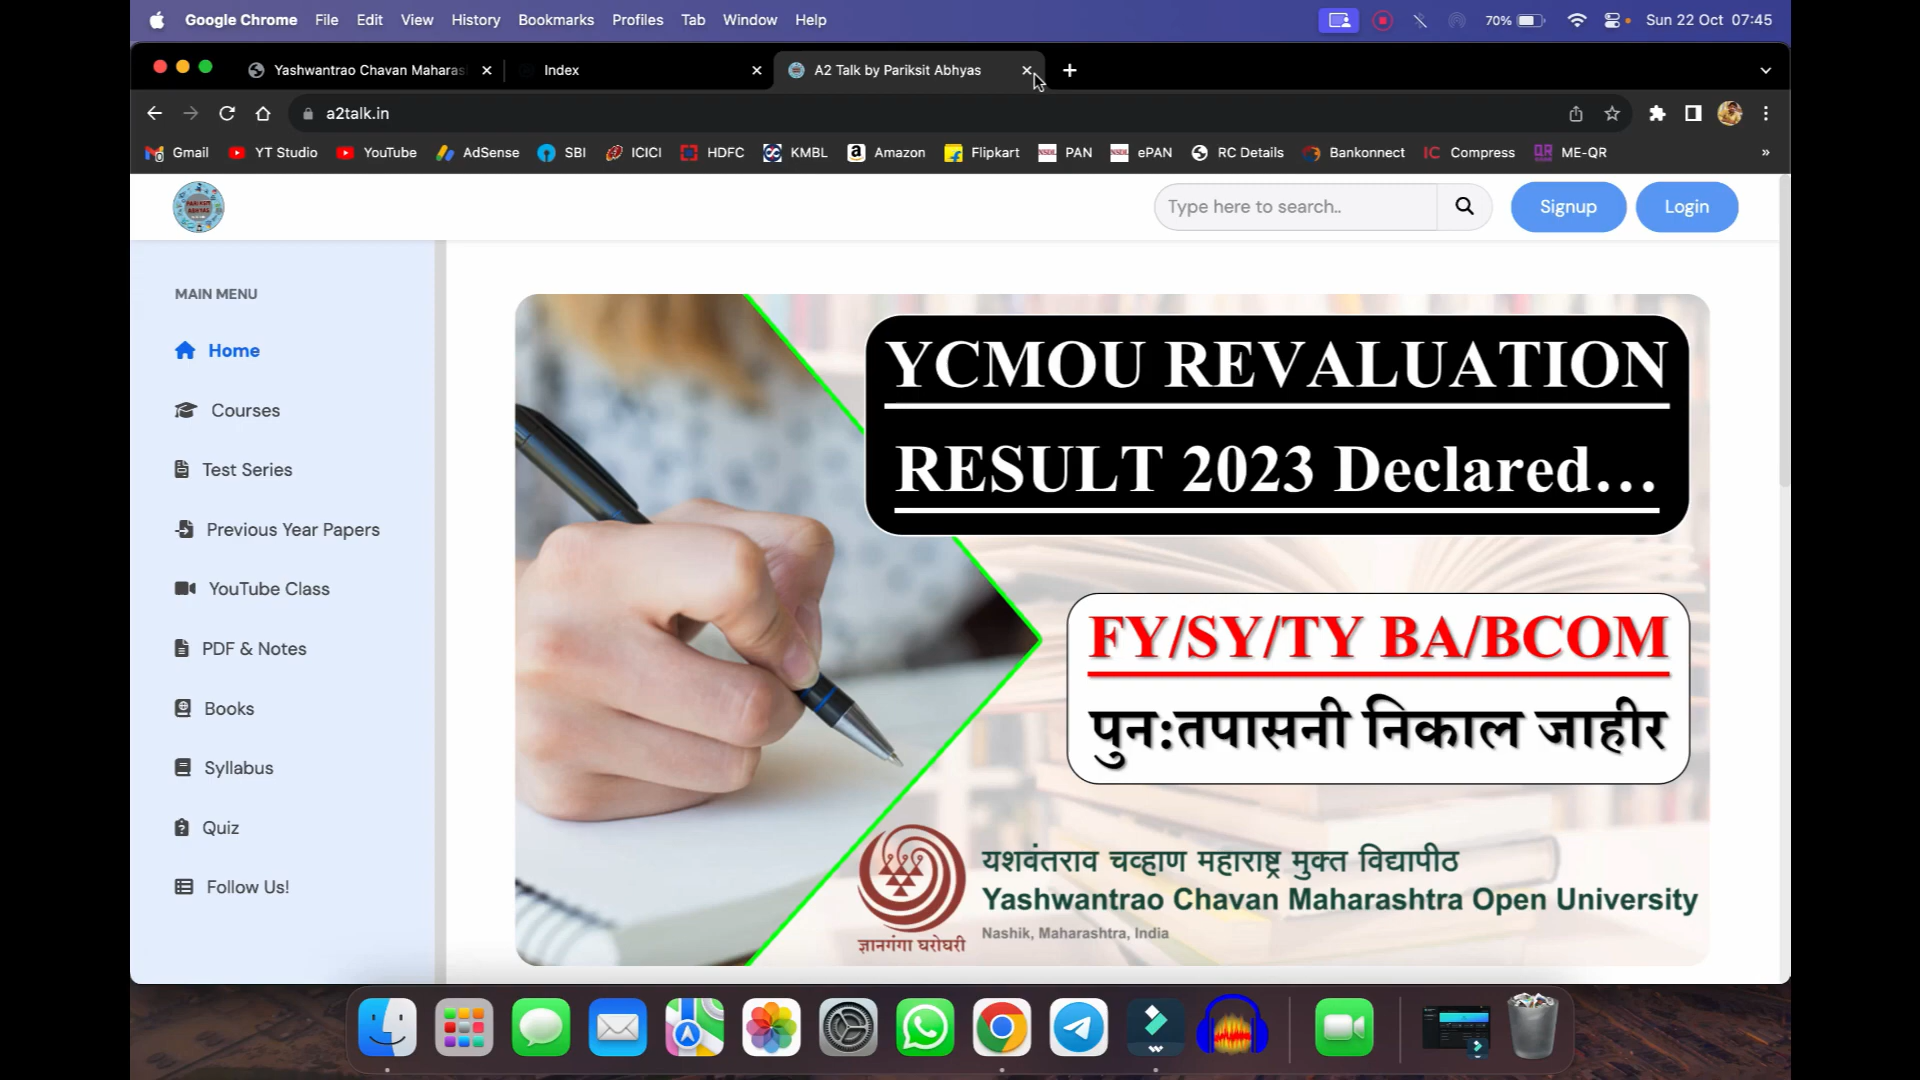 Google Chrome File Edit View History Bookmarks Profiles Tab Window Help 70% Sun 22 Oct 07:45
Yashwantrao Chavan Maharas Index A2 Talk by Pariksit Abhyas
a2talk.in
Gmail YT Studio YouTube AdSense SBI ICICI HDFC KMBL Amazon Flipkart PAN ePAN RC Details Bankonnect IC Compress ME-QR »
PARIKSIT ABHYAS Type here to search.. Signup Login
MAIN MENU
Home
Courses
Test Series
Previous Year Papers
YouTube Class
PDF & Notes
Books
Syllabus
Quiz
Follow Us!
YCMOU REVALUATION
RESULT 2023 Declared...
FY/SY/TY BA/BCOM
पुन:तपासनी निकाल जाहीर
यशवंतराव चव्हाण महाराष्ट्र मुक्त विद्यापीठ
Yashwantrao Chavan Maharashtra Open University
Nashik, Maharashtra, India
ज्ञानगंगा घरोघरी